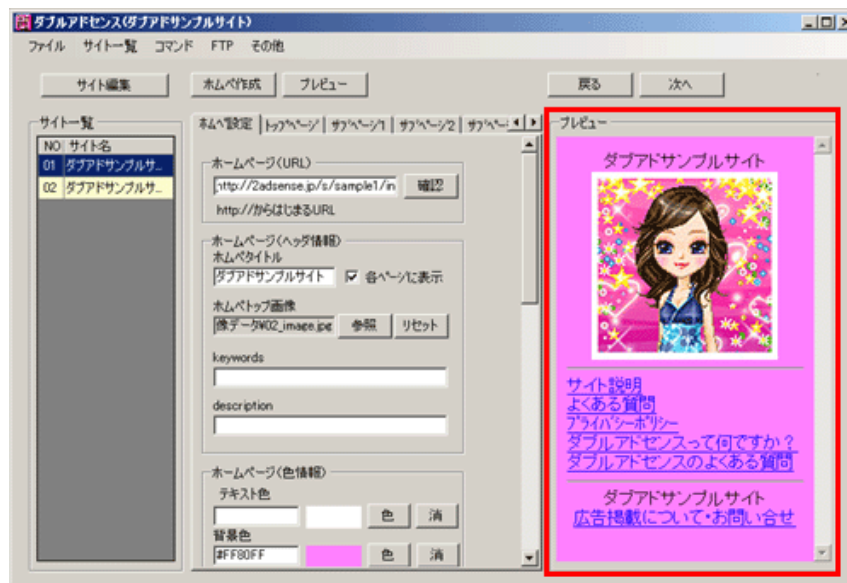 ダブルアドセンス(ダブアドサンプルサイト)
ファイル サイト一覧 コマンド FTP その他
サイト編集 ホムペ作成 プレビュー 戻る 次へ
サイト一覧
NO サイト名
01 ダブアドサンプルサ...
02 ダブアドサンプルサ...
ホムペ設定 トップページ サブページ1 サブページ2 サブペー
ホームページ(URL)
http://2adsense.jp/s/sample1/in 確認
http://からはじまるURL
ホームページ(ヘッダ情報)
ホムペタイトル
ダブアドサンプルサイト 各ページに表示
ホムペトップ画像
像データ¥02_image.jpg 参照 リセット
keywords
description
ホームページ(色情報)
テキスト色
色 消
背景色
#FF80FF 色 消
プレビュー
ダブアドサンプルサイト
サイト説明
よくある質問
プライバシーポリシー
ダブルアドセンスって何ですか?
ダブルアドセンスのよくある質問
ダブアドサンプルサイト
広告掲載について・お問い合せ